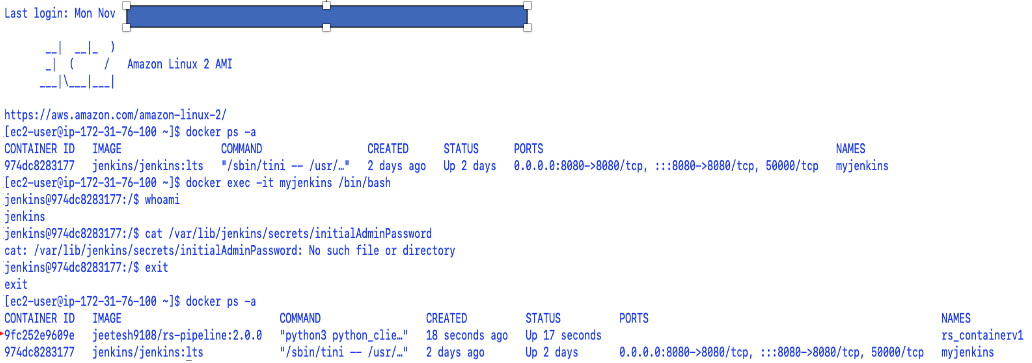 Last login: Mon Nov
__|  __|_  )
_|  (     /   Amazon Linux 2 AMI
___|\___|___|
https://aws.amazon.com/amazon-linux-2/
[ec2-user@ip-172-31-76-100 ~]$ docker ps -a
CONTAINER ID   IMAGE                 COMMAND                  CREATED      STATUS      PORTS                                                  NAMES
974dc8283177   jenkins/jenkins:lts   "/sbin/tini -- /usr/…"   2 days ago   Up 2 days   0.0.0.0:8080->8080/tcp, :::8080->8080/tcp, 50000/tcp   myjenkins
[ec2-user@ip-172-31-76-100 ~]$ docker exec -it myjenkins /bin/bash
jenkins@974dc8283177:/$ whoami
jenkins
jenkins@974dc8283177:/$ cat /var/lib/jenkins/secrets/initialAdminPassword
cat: /var/lib/jenkins/secrets/initialAdminPassword: No such file or directory
jenkins@974dc8283177:/$ exit
exit
[ec2-user@ip-172-31-76-100 ~]$ docker ps -a
CONTAINER ID   IMAGE                           COMMAND                  CREATED          STATUS          PORTS                                                  NAMES
9fc252e9609e   jeetesh9108/rs-pipeline:2.0.0   "python3 python_clie…"   18 seconds ago   Up 17 seconds                                                          rs_containerv1
974dc8283177   jenkins/jenkins:lts             "/sbin/tini -- /usr/…"   2 days ago       Up 2 days       0.0.0.0:8080->8080/tcp, :::8080->8080/tcp, 50000/tcp   myjenkins